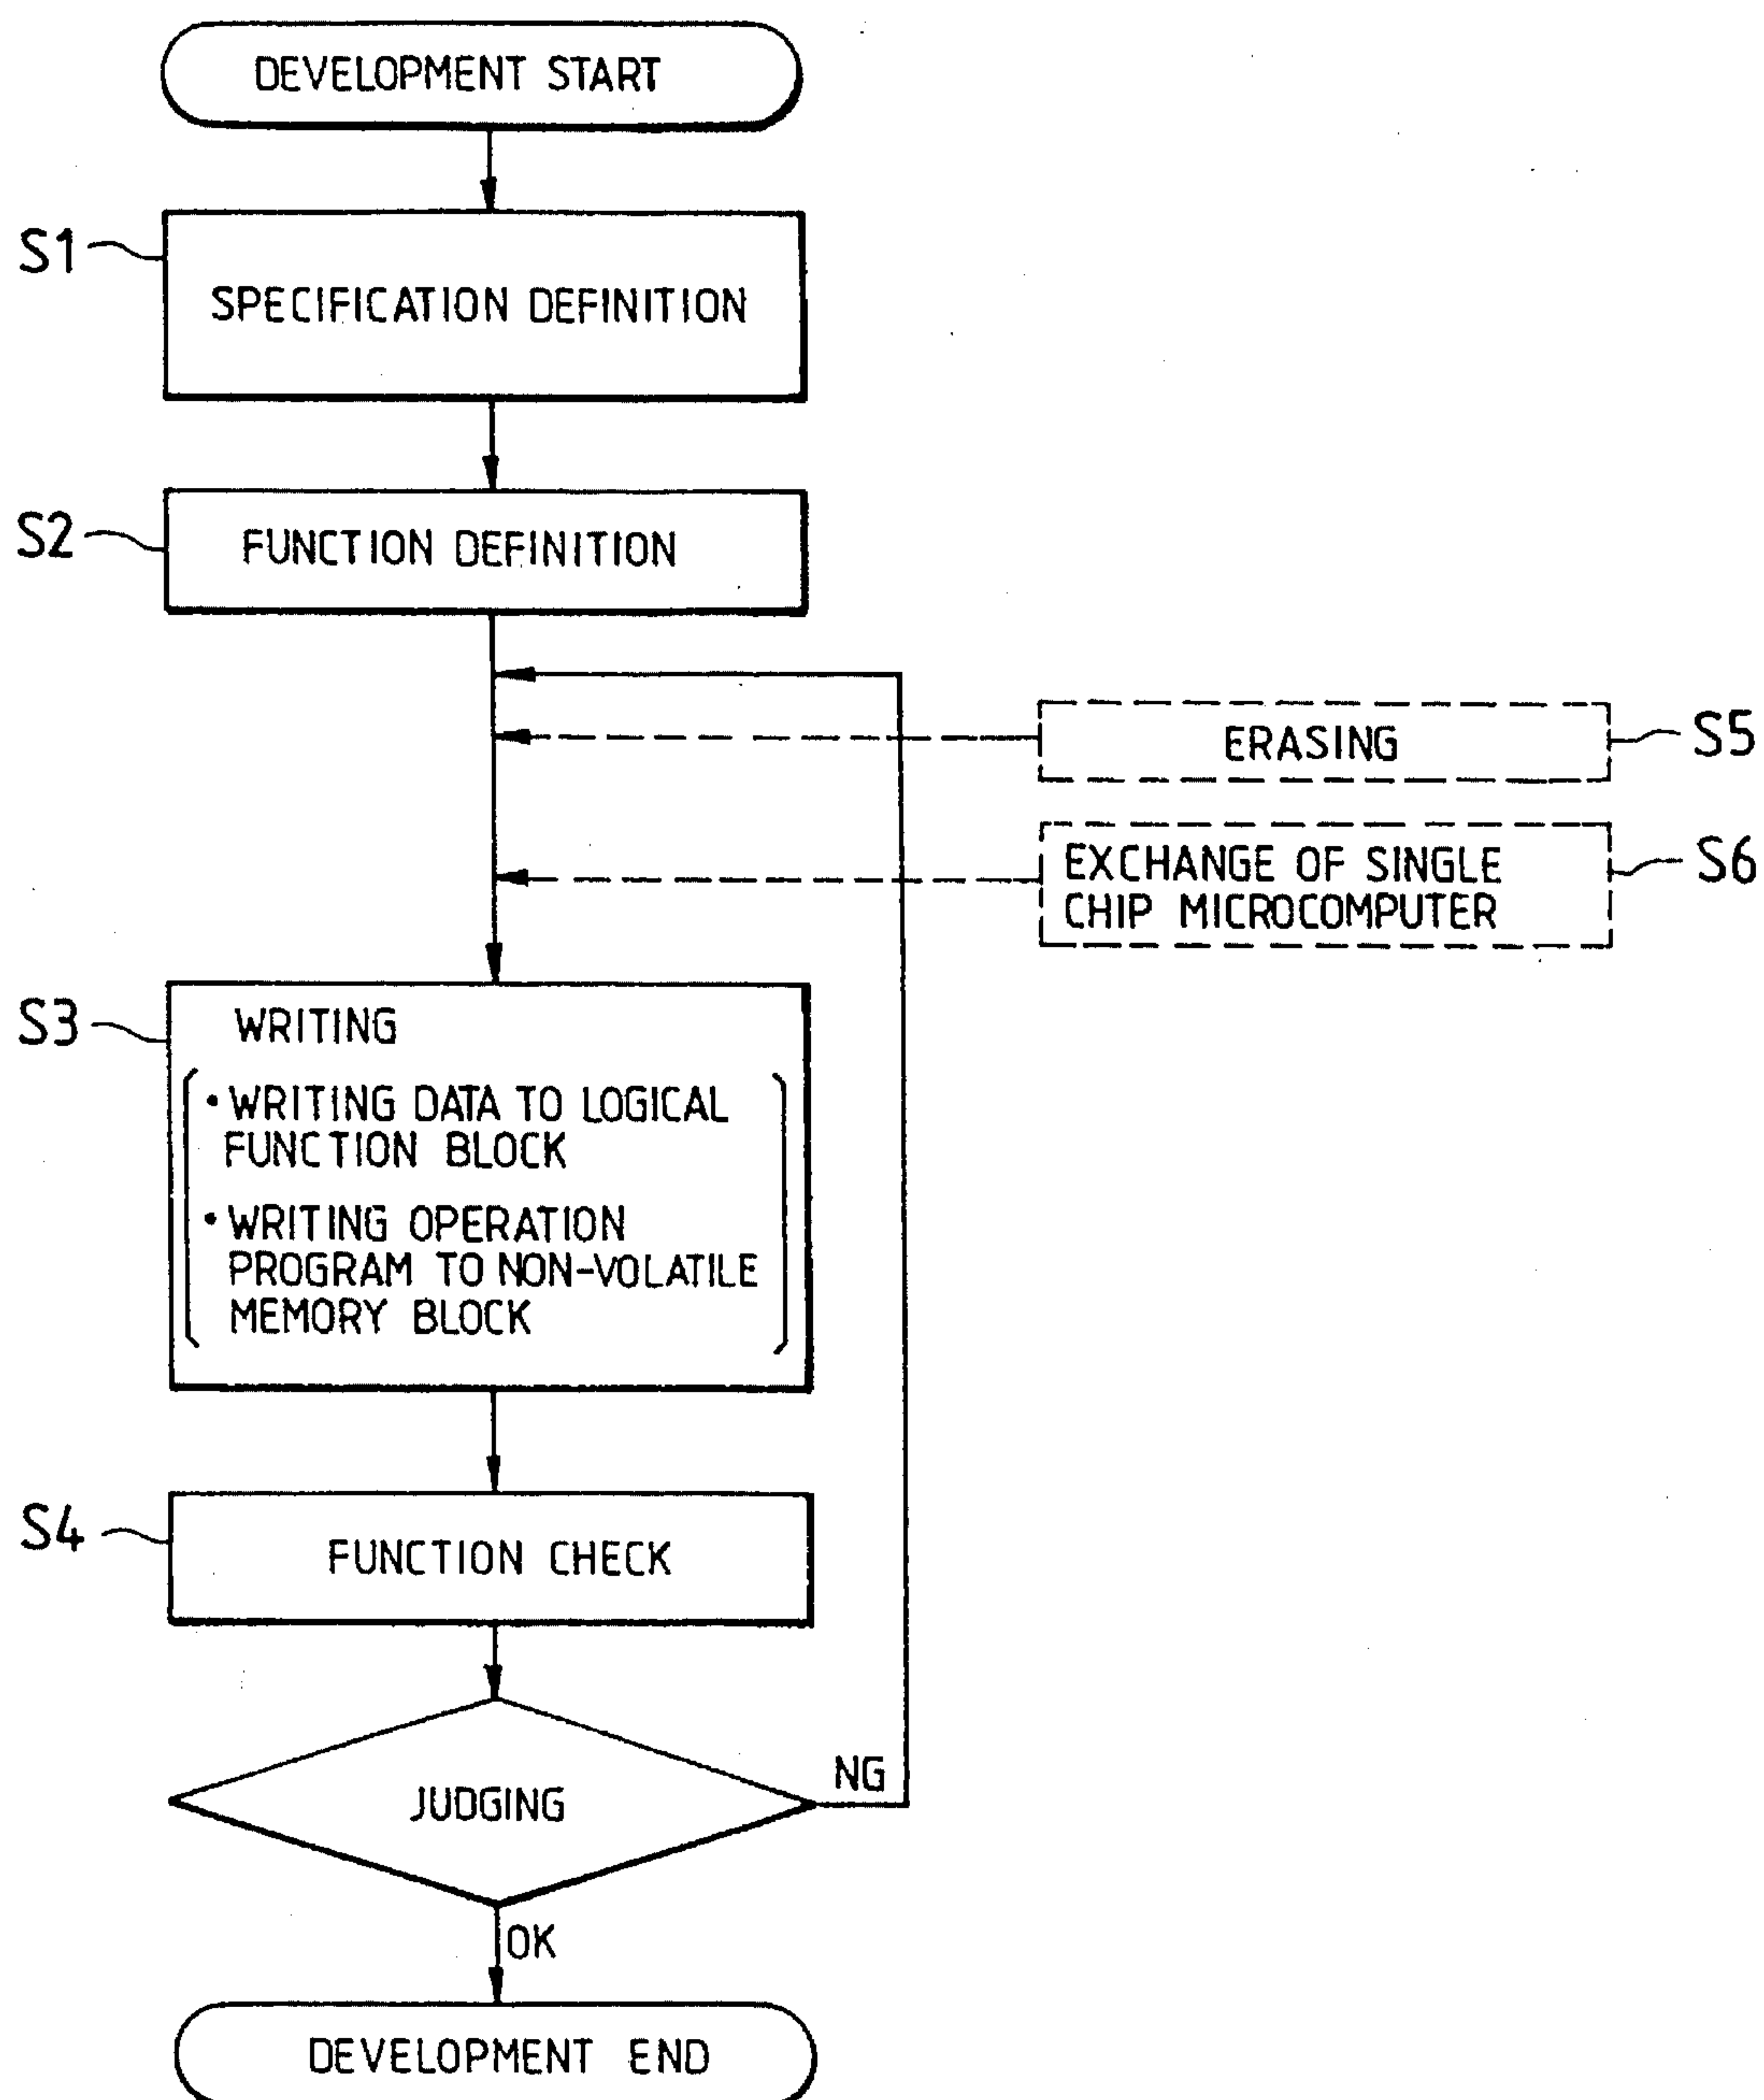 DEVELOPMENT START
S1
SPECIFICATION DEFINITION
S2
FUNCTION DEFINITION
ERASING
S5
EXCHANGE OF SINGLE
CHIP MICROCOMPUTER
S6
S3
WRITING
• WRITING DATA TO LOGICAL
FUNCTION BLOCK
• WRITING OPERATION
PROGRAM TO NON-VOLATILE
MEMORY BLOCK
S4
FUNCTION CHECK
JUDGING
NG
OK
DEVELOPMENT END